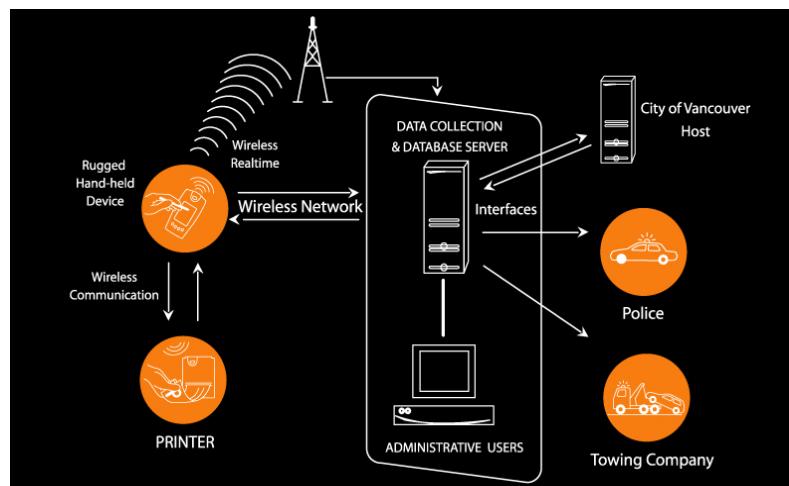 DATA COLLECTION
& DATABASE SERVER
City of Vancouver
Host
Wireless
Realtime
Rugged
Hand-held
Device
Wireless Network
Interfaces
Wireless
Communication
Police
PRINTER
ADMINISTRATIVE USERS
Towing Company